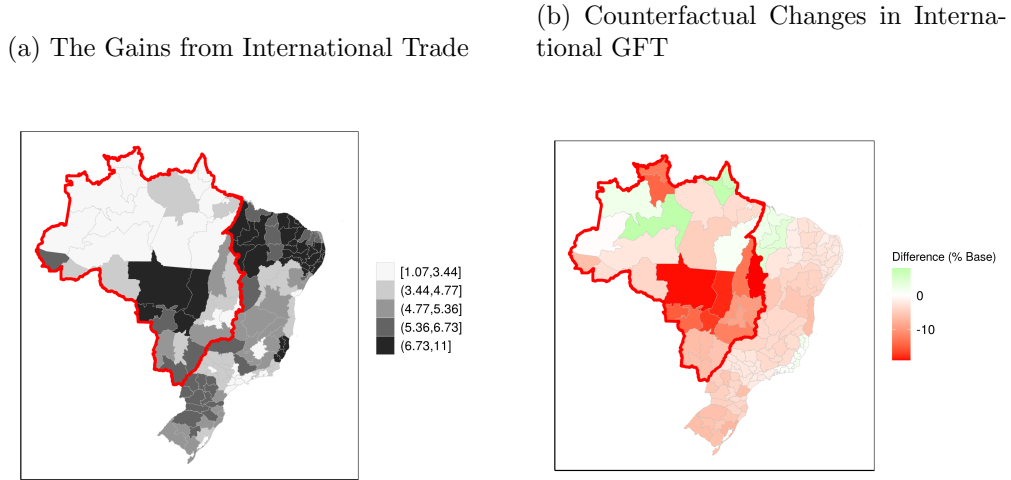 (a) The Gains from International Trade
(b) Counterfactual Changes in Interna-
tional GFT
[1.07,3.44]
(3.44,4.77]
(4.77,5.36]
(5.36,6.73]
(6.73,11]
Difference (% Base)
0
-10